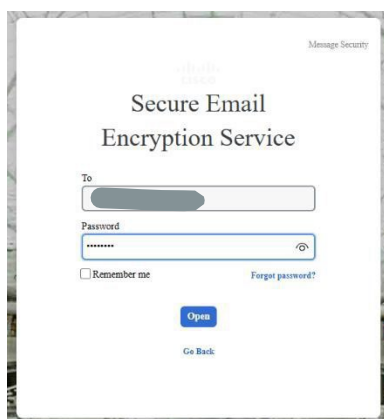 Message Security
Secure Email
Encryption Service
To
Password
Remember me
Forgot password?
Open
Go Back